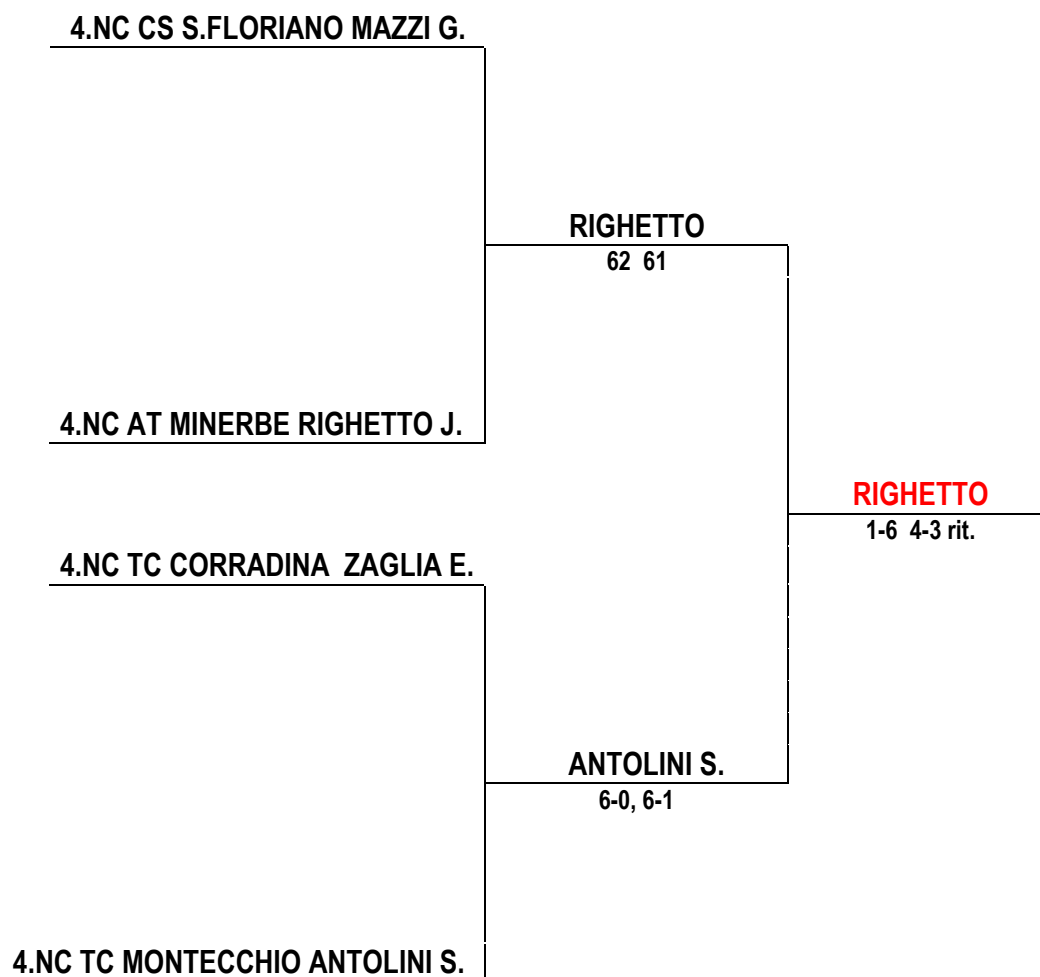 4.NC CS S.FLORIANO MAZZI G.
RIGHETTO
62 61
4.NC AT MINERBE RIGHETTO J.
RIGHETTO
1-6 4-3 rit.
4.NC TC CORRADINA ZAGLIA E.
ANTOLINI S.
6-0, 6-1
4.NC TC MONTECCHIO ANTOLINI S.